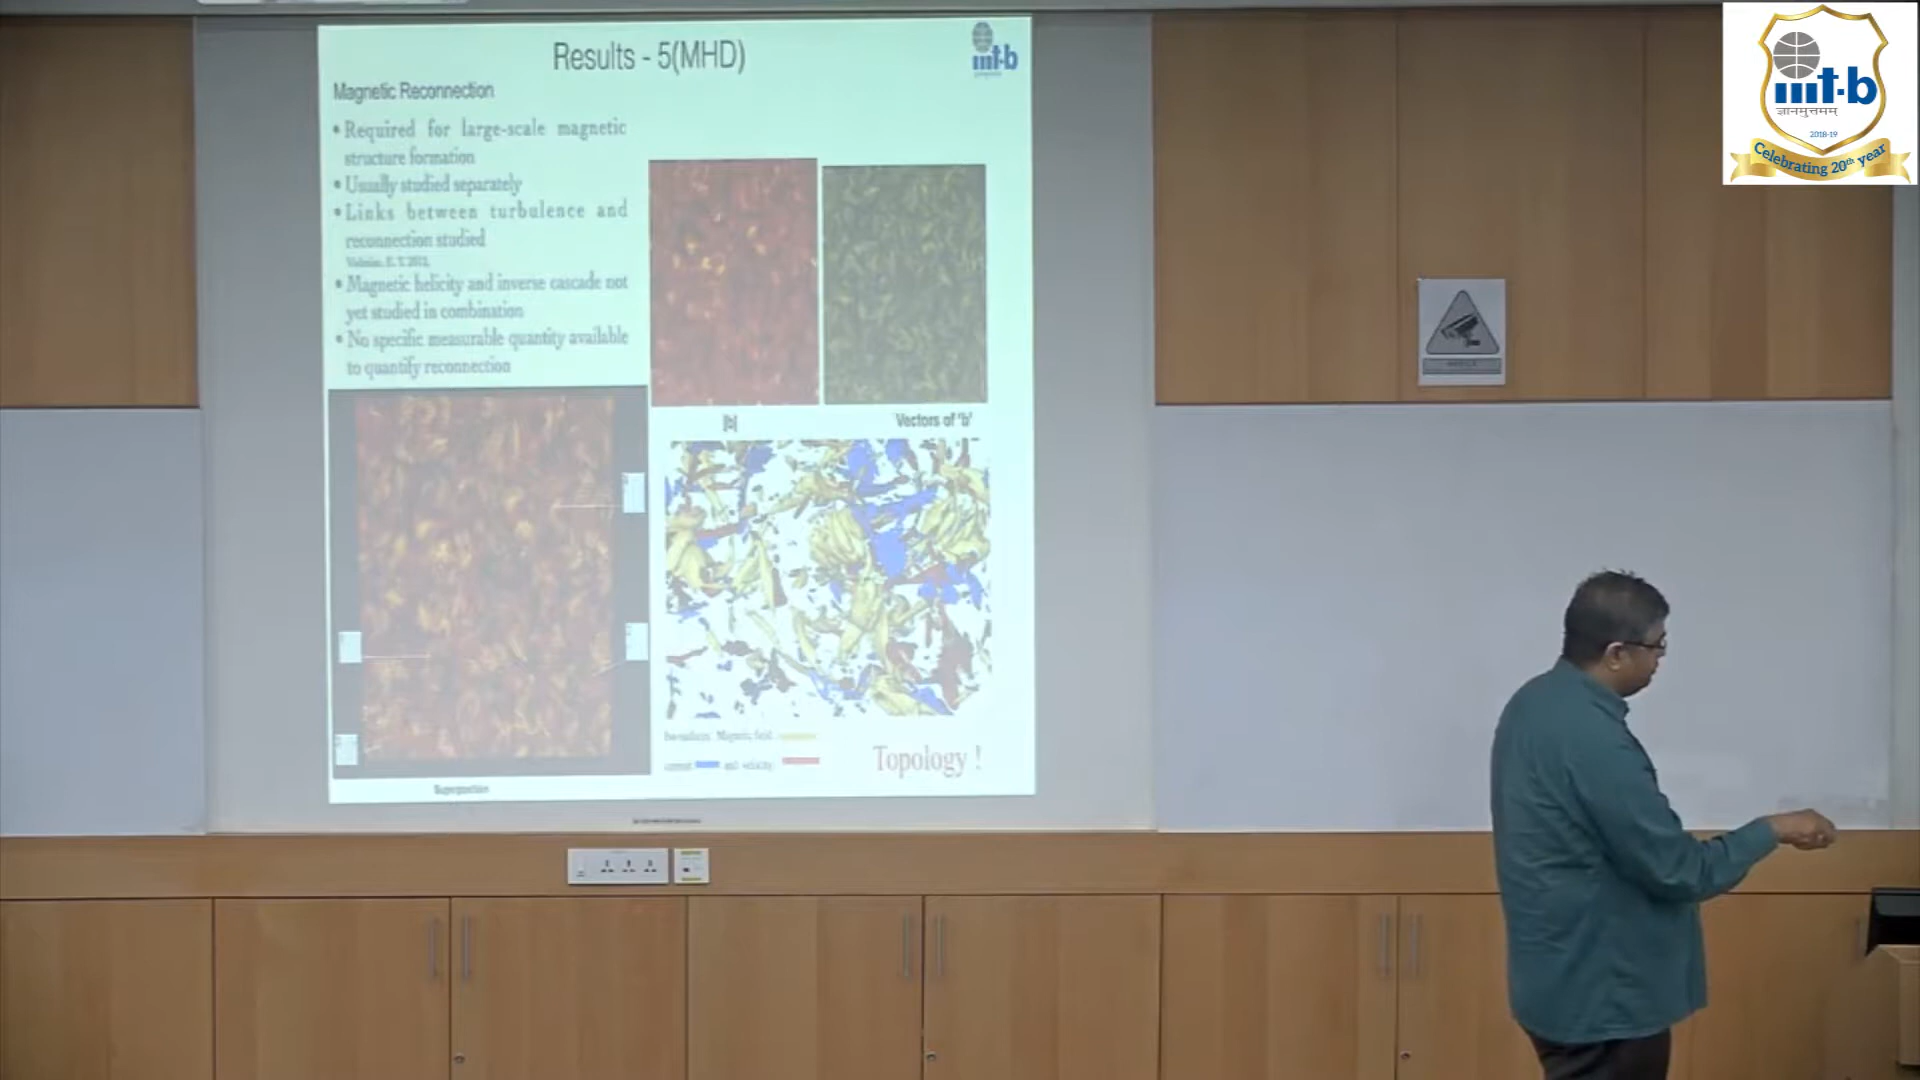 Results - 5(MHD)
iiit-b
Magnetic Reconnection
• Required for large-scale magnetic
structure formation
• Usually studied separately
• Links between turbulence and
reconnection studied
• Magnetic helicity and inverse cascade not
yet studied in combination
• No specific measurable quantity available
to quantify reconnection
|b|
Vectors of 'b'
Magnetic field
current
and velocity
Topology !
Superposition
iiit-b
ज्ञानमुत्तमम्
2018-19
Celebrating 20th year